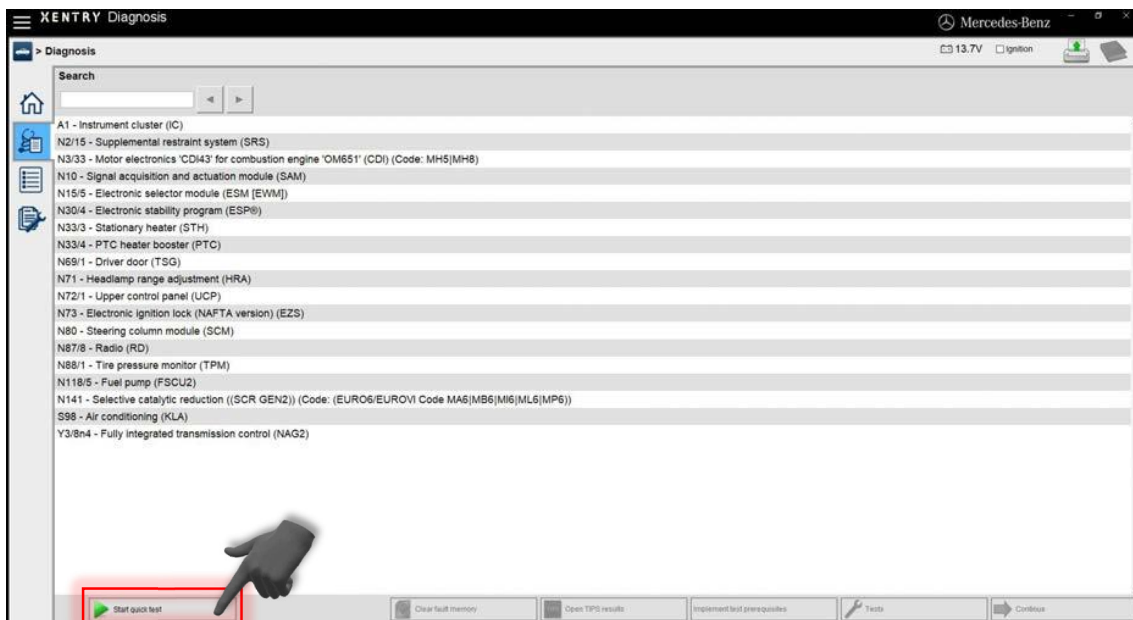 XENTRY Diagnosis
Mercedes-Benz
> Diagnosis
13.7V
Ignition
Search
A1 - Instrument cluster (IC)
N2/15 - Supplemental restraint system (SRS)
N3/33 - Motor electronics 'CDI43' for combustion engine 'OM651' (CDI) (Code: MH5|MH8)
N10 - Signal acquisition and actuation module (SAM)
N15/5 - Electronic selector module (ESM [EWM])
N30/4 - Electronic stability program (ESP®)
N33/3 - Stationary heater (STH)
N33/4 - PTC heater booster (PTC)
N69/1 - Driver door (TSG)
N71 - Headlamp range adjustment (HRA)
N72/1 - Upper control panel (UCP)
N73 - Electronic ignition lock (NAFTA version) (EZS)
N80 - Steering column module (SCM)
N87/8 - Radio (RD)
N88/1 - Tire pressure monitor (TPM)
N118/5 - Fuel pump (FSCU2)
N141 - Selective catalytic reduction ((SCR GEN2)) (Code: (EURO6/EUROVI Code MA6|MB6|MI6|ML6|MP6))
S98 - Air conditioning (KLA)
Y3/8n4 - Fully integrated transmission control (NAG2)
Start quick test
Clear fault memory
Open TIPS results
Implement test prerequisites
Tests
Continue